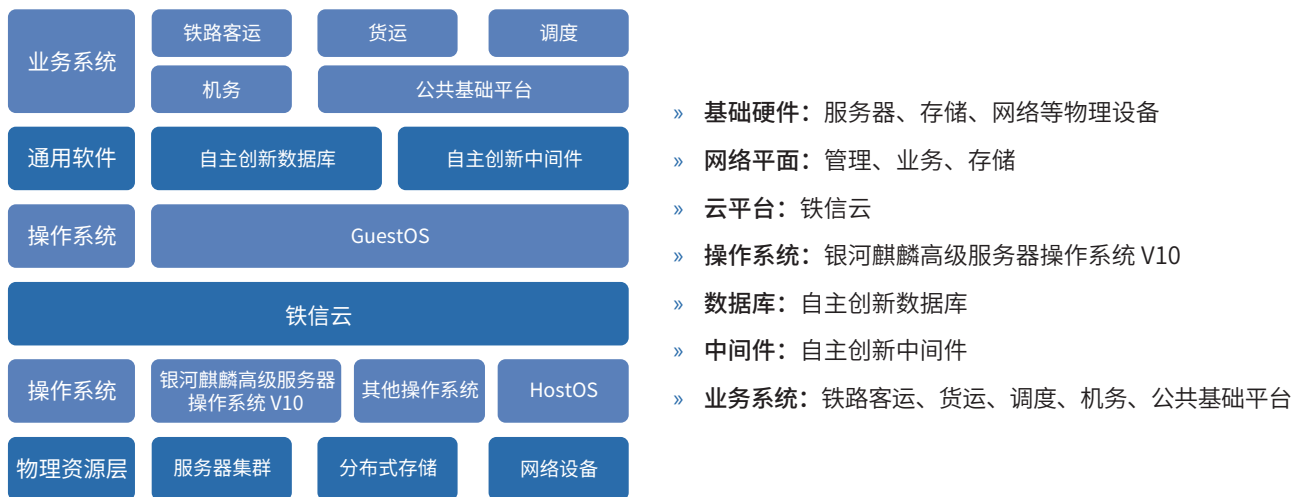 业务系统
铁路客运
货运
调度
机务
公共基础平台
通用软件
自主创新数据库
自主创新中间件
操作系统
GuestOS
铁信云
操作系统
银河麒麟高级服务器
操作系统 V10
其他操作系统
HostOS
物理资源层
服务器集群
分布式存储
网络设备
» 基础硬件：服务器、存储、网络等物理设备
» 网络平面：管理、业务、存储
» 云平台：铁信云
» 操作系统：银河麒麟高级服务器操作系统 V10
» 数据库：自主创新数据库
» 中间件：自主创新中间件
» 业务系统：铁路客运、货运、调度、机务、公共基础平台